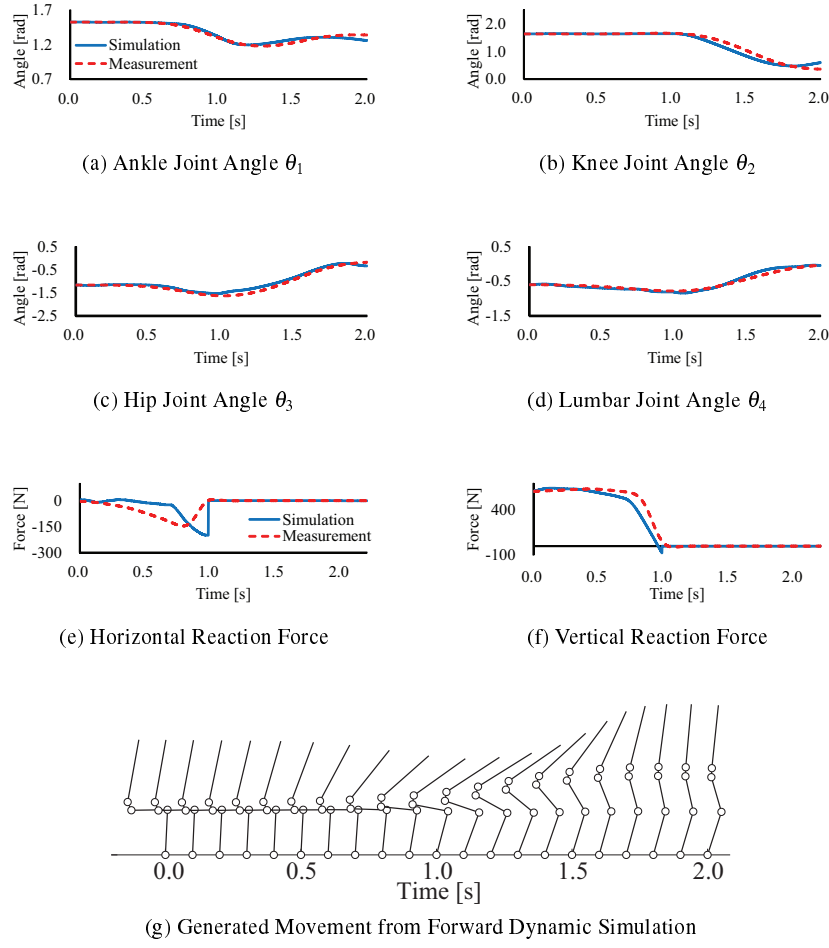 1.7
1.2
0.7
Angle [rad]
Simulation
Measurement
0.0 0.5 1.0 1.5 2.0
Time [s]
(a) Ankle Joint Angle θ1
2.0
1.0
0.0
Angle [rad]
0.0 0.5 1.0 1.5 2.0
Time [s]
(b) Knee Joint Angle θ2
0.5
-0.5
-1.5
-2.5
Angle [rad]
0.0 0.5 1.0 1.5 2.0
Time [s]
(c) Hip Joint Angle θ3
0.5
-0.5
-1.5
Angle [rad]
0.0 0.5 1.0 1.5 2.0
Time [s]
(d) Lumbar Joint Angle θ4
0
-150
-300
Force [N]
Simulation
Measurement
0.0 0.5 1.0 1.5 2.0
Time [s]
(e) Horizontal Reaction Force
400
-100
Force [N]
0.0 0.5 1.0 1.5 2.0
Time [s]
(f) Vertical Reaction Force
0.0 0.5 1.0 1.5 2.0
Time [s]
(g) Generated Movement from Forward Dynamic Simulation